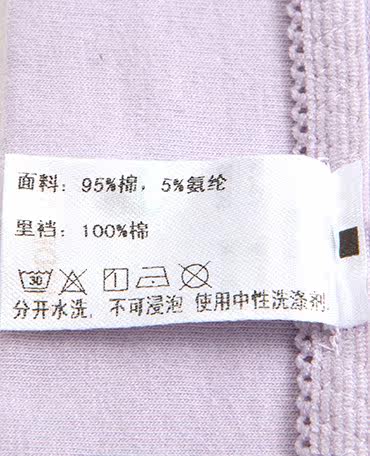 面料：95%棉，5%氨纶
里裆：100%棉
30
分开水洗，不可浸泡 使用中性洗涤剂